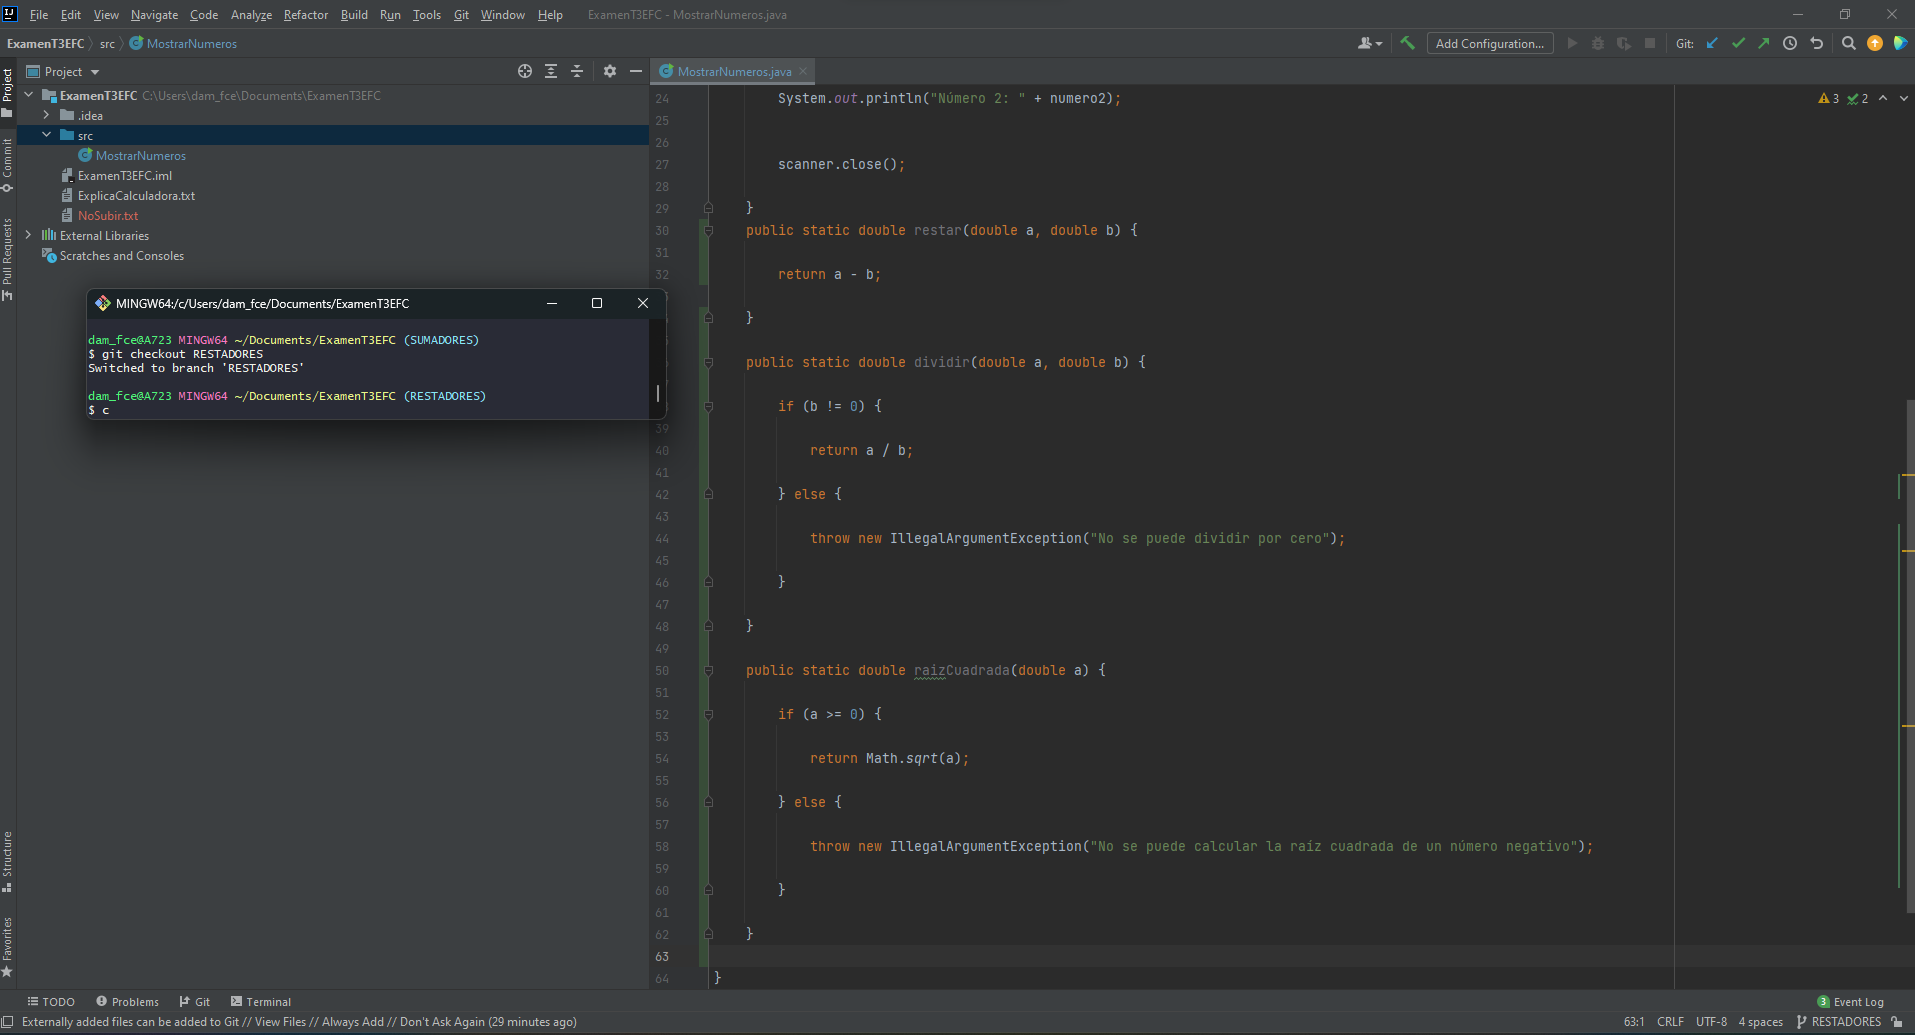 File Edit View Navigate Code Analyze Refactor Build Run Tools Git Window Help ExamenT3EFC - MostrarNumeros.java
ExamenT3EFC src MostrarNumeros Add Configuration... Git:
Project MostrarNumeros.java
Project
Commit
Pull Requests
Structure
Favorites
ExamenT3EFC C:\Users\dam_fce\Documents\ExamenT3EFC
.idea
src
MostrarNumeros
ExamenT3EFC.iml
ExplicaCalculadora.txt
NoSubir.txt
External Libraries
Scratches and Consoles
MINGW64:/c/Users/dam_fce/Documents/ExamenT3EFC
dam_fce@A723 MINGW64 ~/Documents/ExamenT3EFC (SUMADORES)
$ git checkout RESTADORES
Switched to branch 'RESTADORES'
dam_fce@A723 MINGW64 ~/Documents/ExamenT3EFC (RESTADORES)
$ c
3 2
24 System.out.println("Número 2: " + numero2);
25
26
27 scanner.close();
28
29 }
30 public static double restar(double a, double b) {
31
32 return a - b;
}
public static double dividir(double a, double b) {
if (b != 0) {
39
40 return a / b;
41
42 } else {
43
44 throw new IllegalArgumentException("No se puede dividir por cero");
45
46 }
47
48 }
49
50 public static double raizCuadrada(double a) {
51
52 if (a >= 0) {
53
54 return Math.sqrt(a);
55
56 } else {
57
58 throw new IllegalArgumentException("No se puede calcular la raiz cuadrada de un número negativo");
59
60 }
61
62 }
63
64 }
TODO Problems Git Terminal 3 Event Log
Externally added files can be added to Git // View Files // Always Add // Don't Ask Again (29 minutes ago) 63:1 CRLF UTF-8 4 spaces RESTADORES